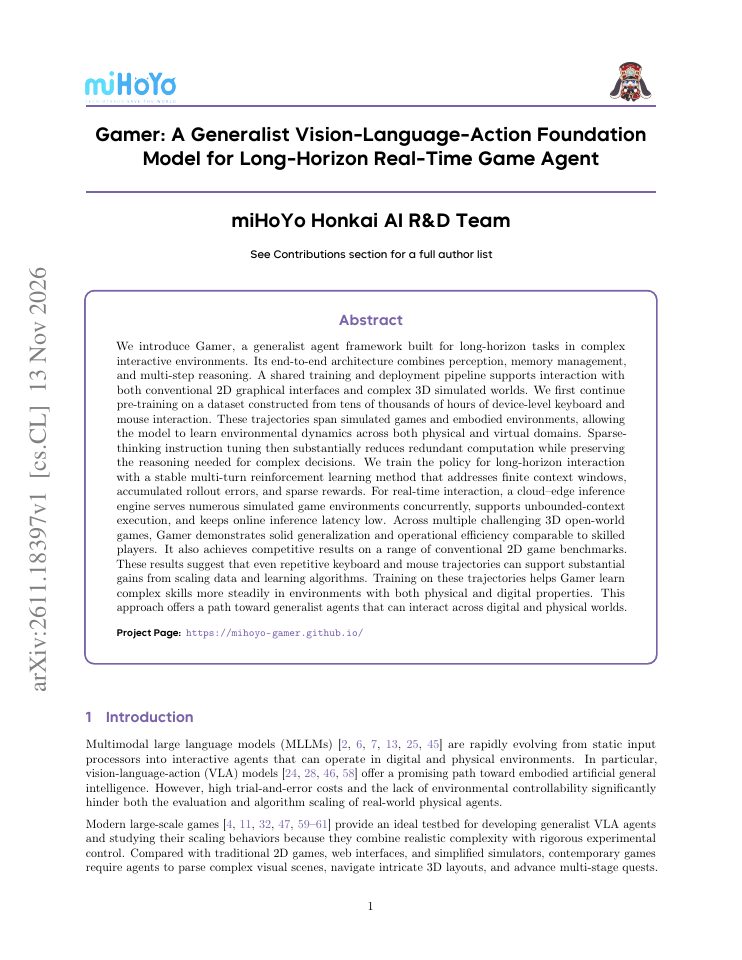 miHoYo
Gamer: A Generalist Vision-Language-Action Foundation
Model for Long-Horizon Real-Time Game Agent
miHoYo Honkai AI R&D Team
See Contributions section for a full author list
arXiv:2611.18397v1 [cs.CL] 13 Nov 2026
Abstract
We introduce Gamer, a generalist agent framework built for long-horizon tasks in complex
interactive environments. Its end-to-end architecture combines perception, memory management,
and multi-step reasoning. A shared training and deployment pipeline supports interaction with
both conventional 2D graphical interfaces and complex 3D simulated worlds. We first continue
pre-training on a dataset constructed from tens of thousands of hours of device-level keyboard and
mouse interaction. These trajectories span simulated games and embodied environments, allowing
the model to learn environmental dynamics across both physical and virtual domains. Sparse-
thinking instruction tuning then substantially reduces redundant computation while preserving
the reasoning needed for complex decisions. We train the policy for long-horizon interaction
with a stable multi-turn reinforcement learning method that addresses finite context windows,
accumulated rollout errors, and sparse rewards. For real-time interaction, a cloud–edge inference
engine serves numerous simulated game environments concurrently, supports unbounded-context
execution, and keeps online inference latency low. Across multiple challenging 3D open-world
games, Gamer demonstrates solid generalization and operational efficiency comparable to skilled
players. It also achieves competitive results on a range of conventional 2D game benchmarks.
These results suggest that even repetitive keyboard and mouse trajectories can support substantial
gains from scaling data and learning algorithms. Training on these trajectories helps Gamer learn
complex skills more steadily in environments with both physical and digital properties. This
approach offers a path toward generalist agents that can interact across digital and physical worlds.
Project Page: https://mihoyo-gamer.github.io/
1 Introduction
Multimodal large language models (MLLMs) [2, 6, 7, 13, 25, 45] are rapidly evolving from static input
processors into interactive agents that can operate in digital and physical environments. In particular,
vision-language-action (VLA) models [24, 28, 46, 58] offer a promising path toward embodied artificial general
intelligence. However, high trial-and-error costs and the lack of environmental controllability significantly
hinder both the evaluation and algorithm scaling of real-world physical agents.
Modern large-scale games [4, 11, 32, 47, 59–61] provide an ideal testbed for developing generalist VLA agents
and studying their scaling behaviors because they combine realistic complexity with rigorous experimental
control. Compared with traditional 2D games, web interfaces, and simplified simulators, contemporary games
require agents to parse complex visual scenes, navigate intricate 3D layouts, and advance multi-stage quests.
1